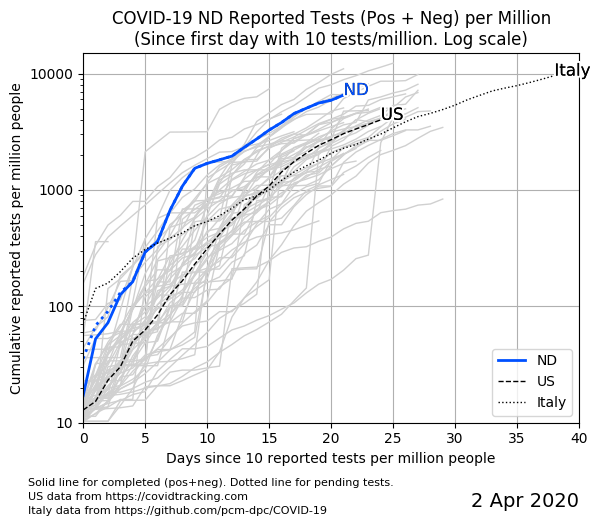 COVID-19 ND Reported Tests (Pos + Neg) per Million
(Since first day with 10 tests/million. Log scale)
Cumulative reported tests per million people
10000
1000
100
10
Italy
ND
US
ND
US
Italy
0 5 10 15 20 25 30 35 40
Days since 10 reported tests per million people
Solid line for completed (pos+neg). Dotted line for pending tests.
US data from https://covidtracking.com
Italy data from https://github.com/pcm-dpc/COVID-19
2 Apr 2020